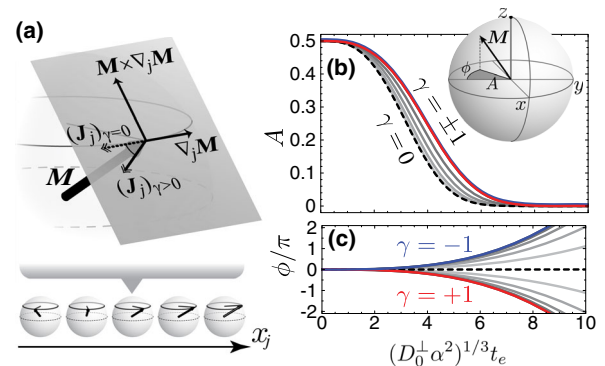 (a)
M×∇ⱼM
(Jⱼ)γ=0
∇ⱼM
M
(Jⱼ)γ>0
xⱼ
(b)
A
0.5
0.4
0.3
0.2
0.1
0
γ = 0
γ = ±1
z
M
ϕ
A
x
y
(c)
ϕ/π
2
1
0
-1
-2
γ = −1
γ = +1
0 2 4 6 8 10
(D₀^⊥ α²)^{1/3} tₑ